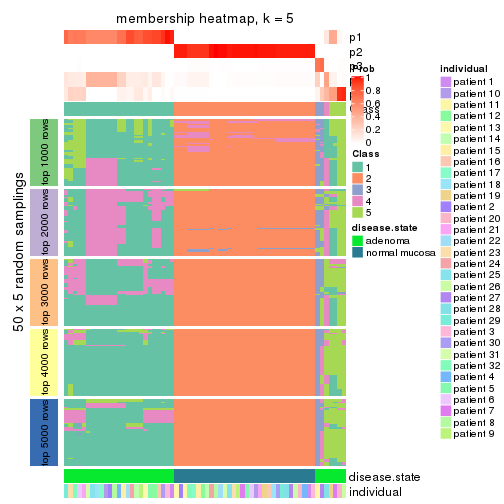 membership heatmap, k = 5
p1
p2
p3
Prob
1
0.8
0.6
0.4
0.2
0
Class
1
2
3
4
5
disease.state
adenoma
normal mucosa
individual
patient 1
patient 10
patient 11
patient 12
patient 13
patient 14
patient 15
patient 16
patient 17
patient 18
patient 19
patient 2
patient 20
patient 21
patient 22
patient 23
patient 24
patient 25
patient 26
patient 27
patient 28
patient 29
patient 3
patient 30
patient 31
patient 32
patient 4
patient 5
patient 6
patient 7
patient 8
patient 9
50 x 5 random samplings
top 1000 rows
top 2000 rows
top 3000 rows
top 4000 rows
top 5000 rows
disease.state
individual